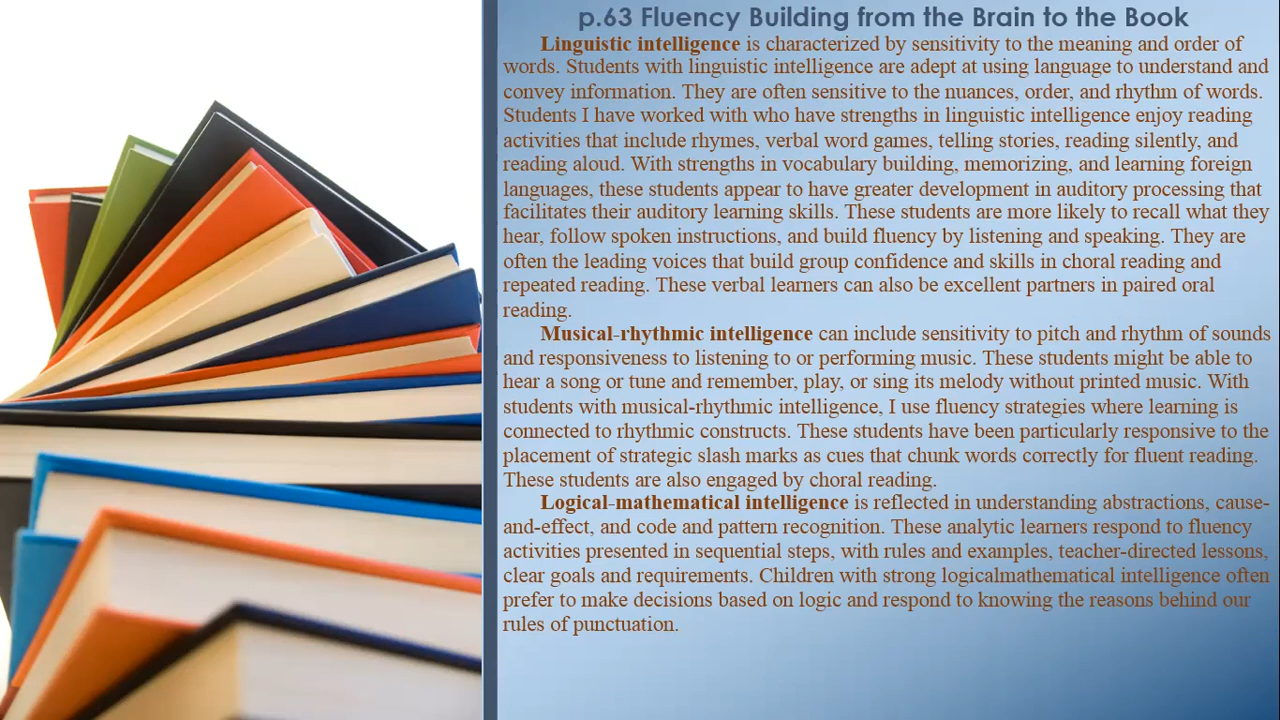 p.63 Fluency Building from the Brain to the Book
Linguistic intelligence is characterized by sensitivity to the meaning and order of
words. Students with linguistic intelligence are adept at using language to understand and
convey information. They are often sensitive to the nuances, order, and rhythm of words.
Students I have worked with who have strengths in linguistic intelligence enjoy reading
activities that include rhymes, verbal word games, telling stories, reading silently, and
reading aloud. With strengths in vocabulary building, memorizing, and learning foreign
languages, these students appear to have greater development in auditory processing that
facilitates their auditory learning skills. These students are more likely to recall what they
hear, follow spoken instructions, and build fluency by listening and speaking. They are
often the leading voices that build group confidence and skills in choral reading and
repeated reading. These verbal learners can also be excellent partners in paired oral
reading.
Musical-rhythmic intelligence can include sensitivity to pitch and rhythm of sounds
and responsiveness to listening to or performing music. These students might be able to
hear a song or tune and remember, play, or sing its melody without printed music. With
students with musical-rhythmic intelligence, I use fluency strategies where learning is
connected to rhythmic constructs. These students have been particularly responsive to the
placement of strategic slash marks as cues that chunk words correctly for fluent reading.
These students are also engaged by choral reading.
Logical-mathematical intelligence is reflected in understanding abstractions, cause-
and-effect, and code and pattern recognition. These analytic learners respond to fluency
activities presented in sequential steps, with rules and examples, teacher-directed lessons,
clear goals and requirements. Children with strong logicalmathematical intelligence often
prefer to make decisions based on logic and respond to knowing the reasons behind our
rules of punctuation.